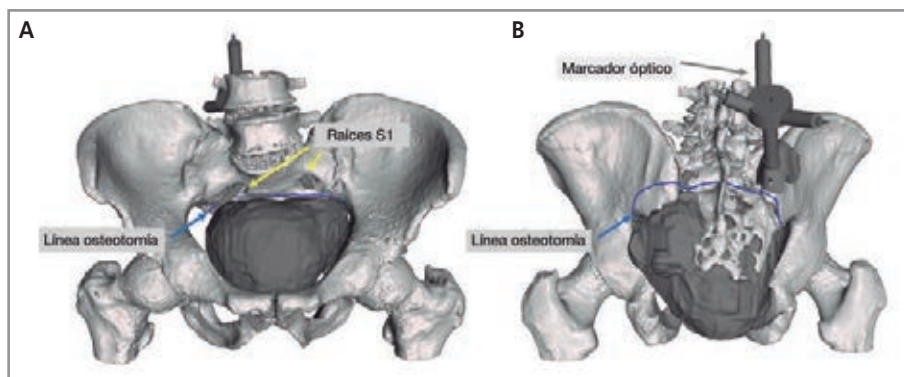 A
Raíces S1
Línea osteotomía
B
Marcador óptico
Línea osteotomía